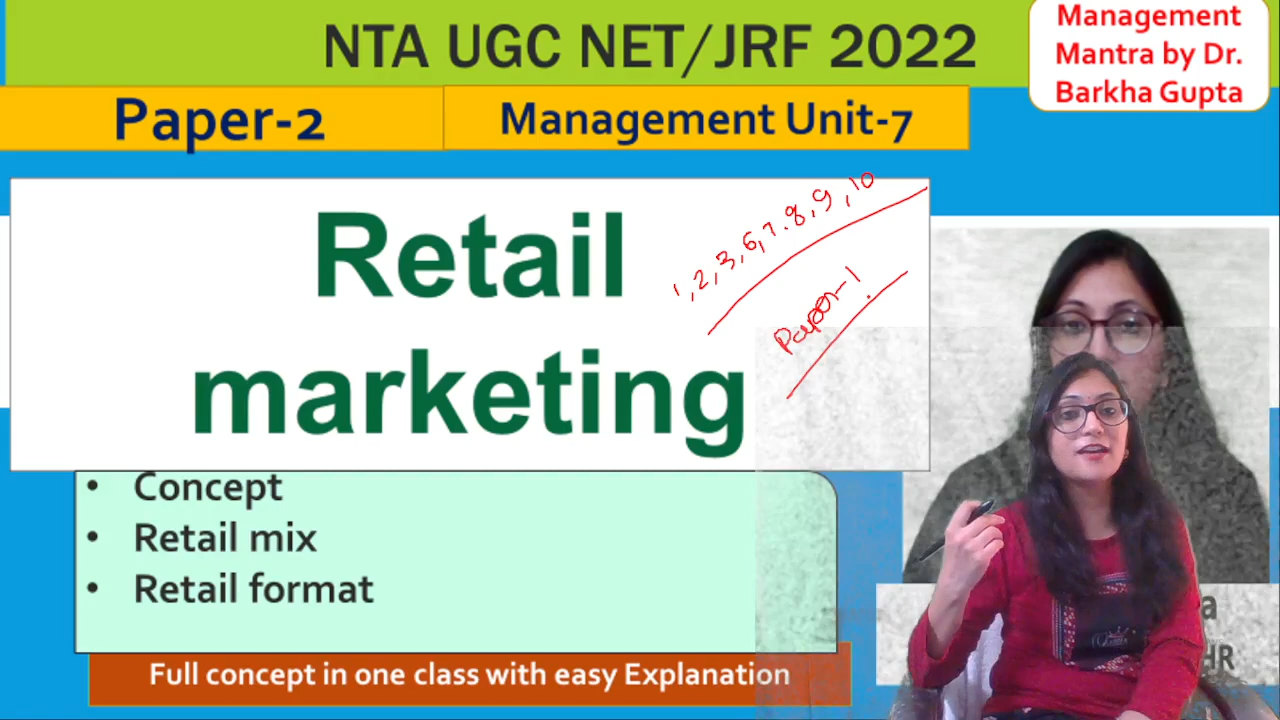 NTA UGC NET/JRF 2022
Management
Mantra by Dr.
Barkha Gupta
Paper-2
Management Unit-7
Retail
marketing
1,2,3,6,7,8,9,10
Paper-1
• Concept
• Retail mix
• Retail format
Full concept in one class with easy Explanation
a
HR